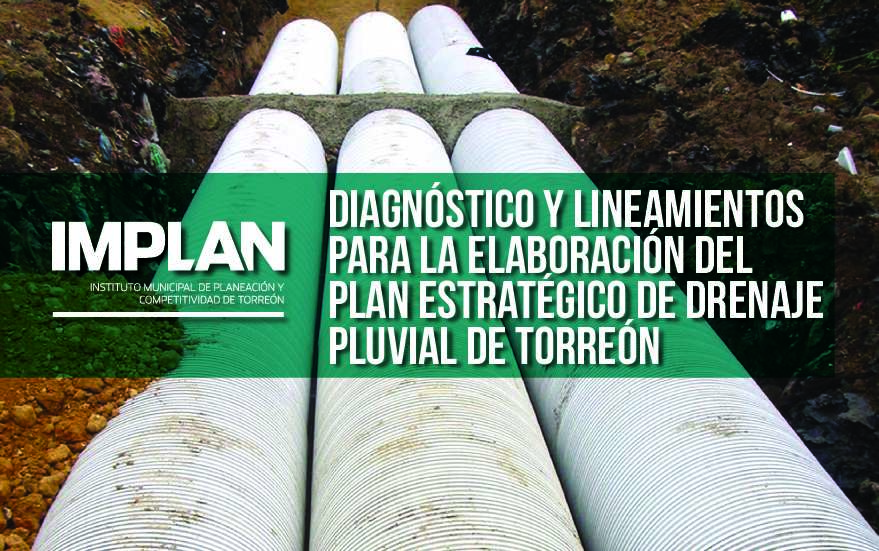 IMPLAN
INSTITUTO MUNICIPAL DE PLANEACIÓN Y
COMPETITIVIDAD DE TORREÓN
DIAGNÓSTICO Y LINEAMIENTOS
PARA LA ELABORACIÓN DEL
PLAN ESTRATÉGICO DE DRENAJE
PLUVIAL DE TORREÓN